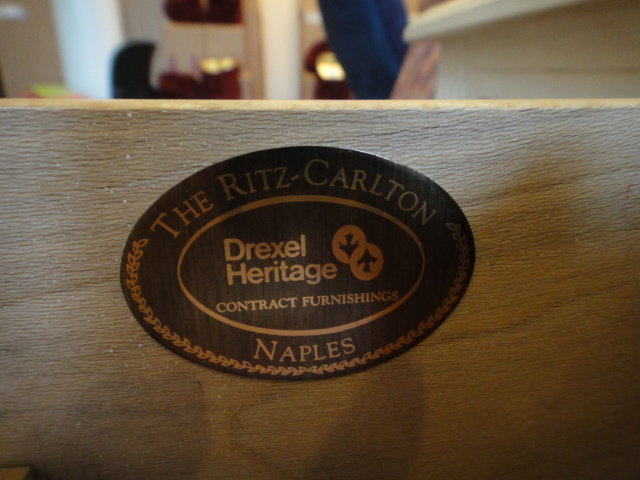 THE RITZ-CARLTON
Drexel
Heritage
CONTRACT FURNISHINGS
NAPLES